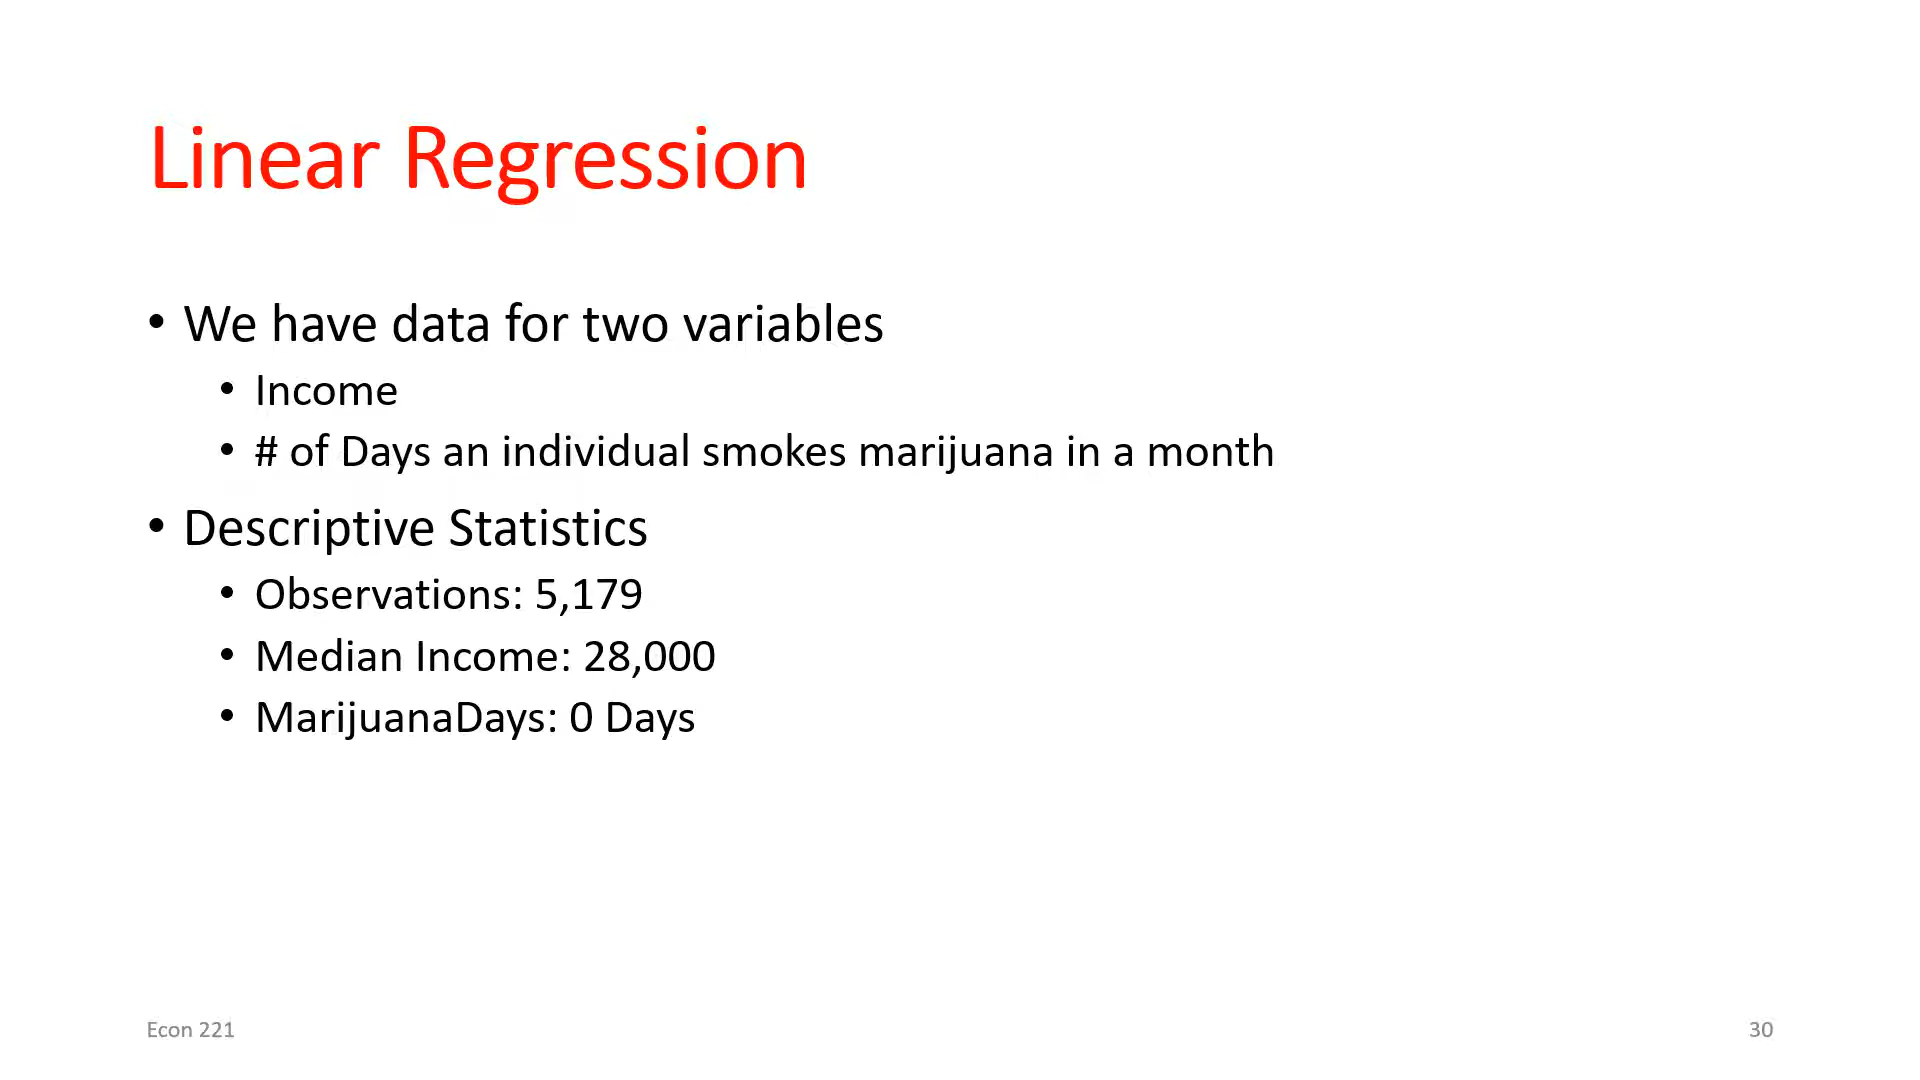 Linear Regression
• We have data for two variables
• Income
• # of Days an individual smokes marijuana in a month
• Descriptive Statistics
• Observations: 5,179
• Median Income: 28,000
• MarijuanaDays: 0 Days
Econ 221
30